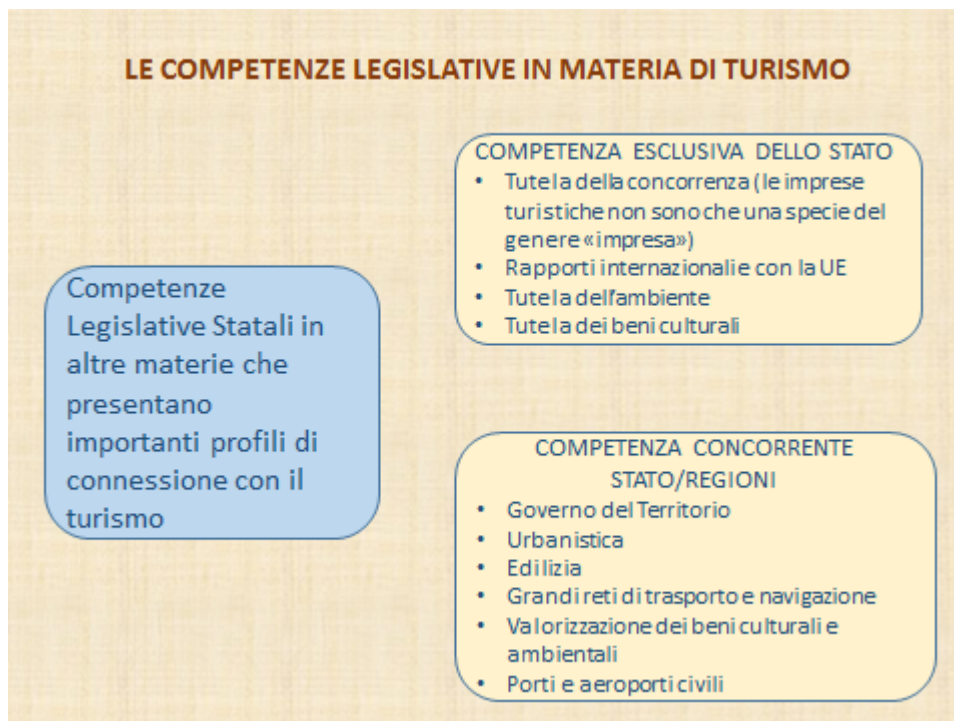 LE COMPETENZE LEGISLATIVE IN MATERIA DI TURISMO
Competenze
Legislative Statali in
altre materie che
presentano
importanti profili di
connessione con il
turismo
COMPETENZA ESCLUSIVA DELLO STATO
• Tutela della concorrenza (le imprese
turistiche non sono che una specie del
genere «impresa»)
• Rapporti internazionali e con la UE
• Tutela dell'ambiente
• Tutela dei beni culturali
COMPETENZA CONCORRENTE
STATO/REGIONI
• Governo del Territorio
• Urbanistica
• Edilizia
• Grandi reti di trasporto e navigazione
• Valorizzazione dei beni culturali e
ambientali
• Porti e aeroporti civili